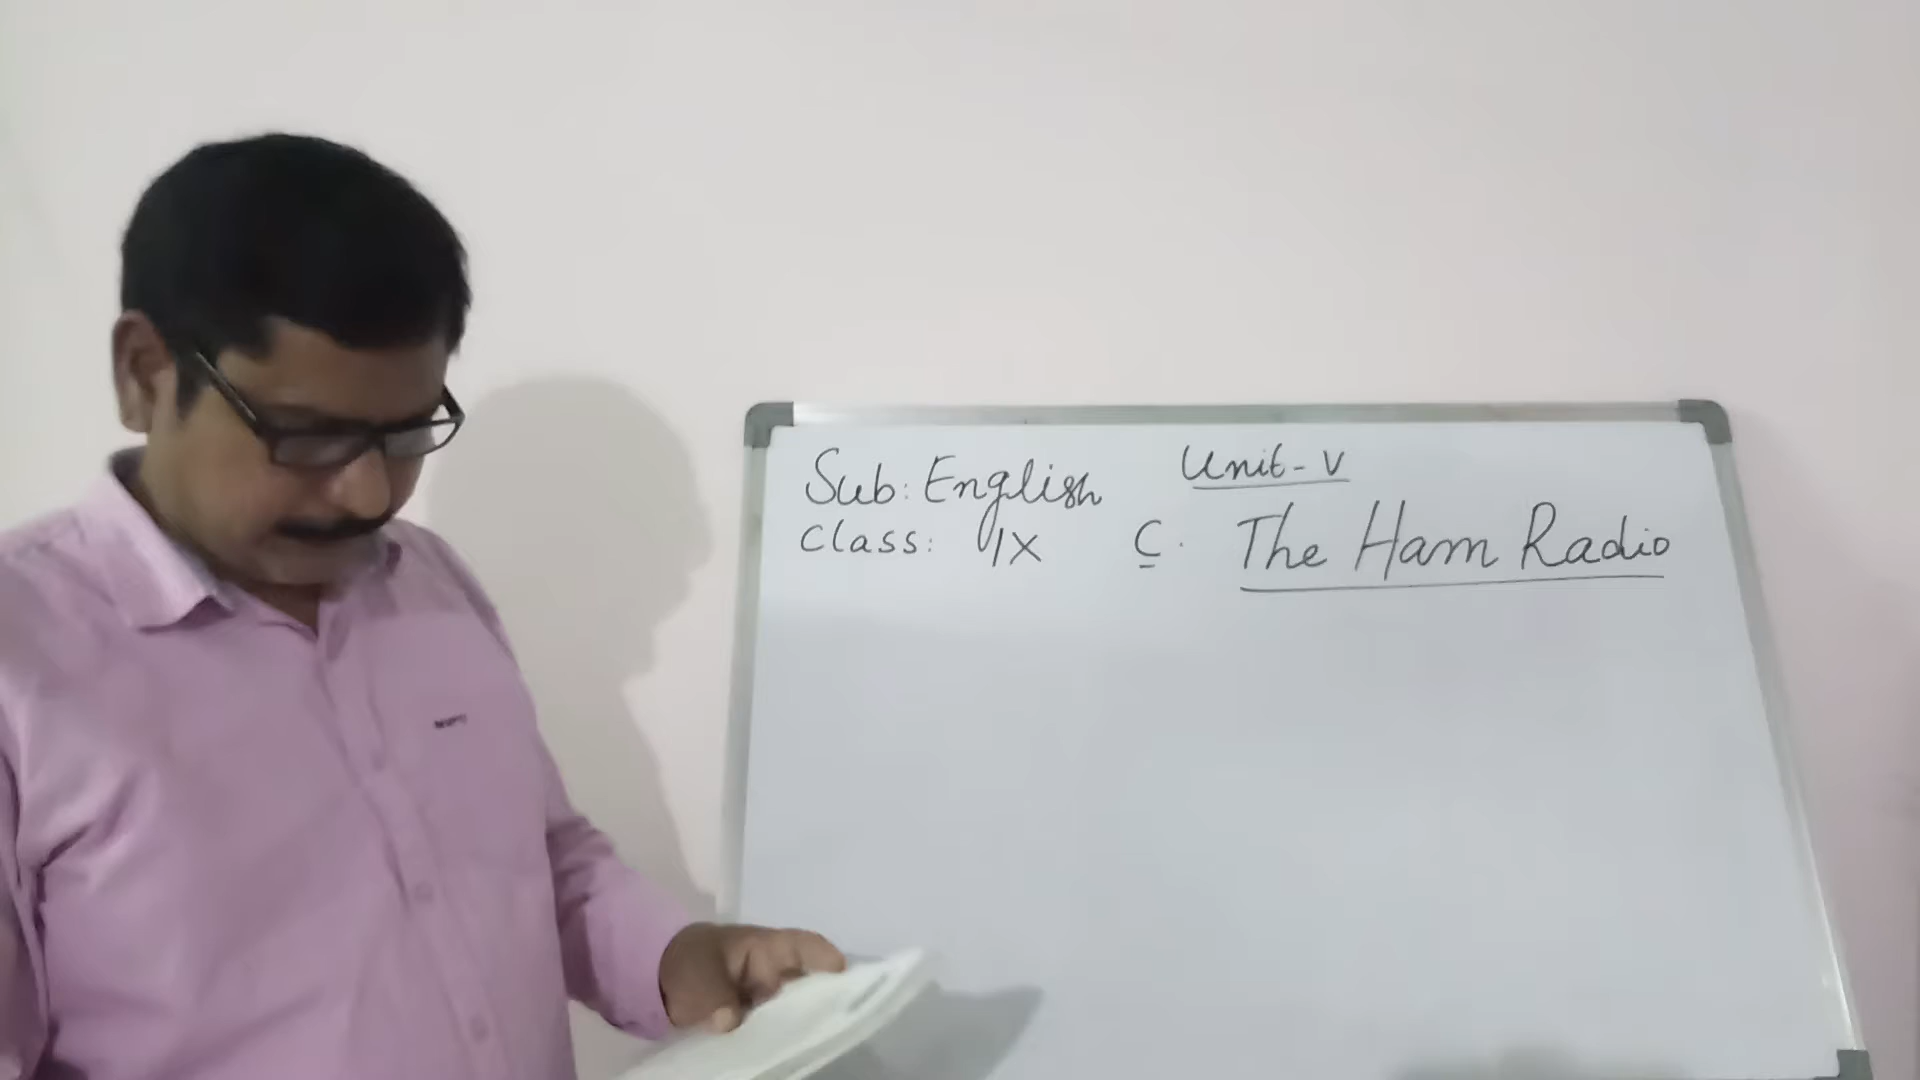 Sub: English
Class: IX
Unit-V
C. The Ham Radio